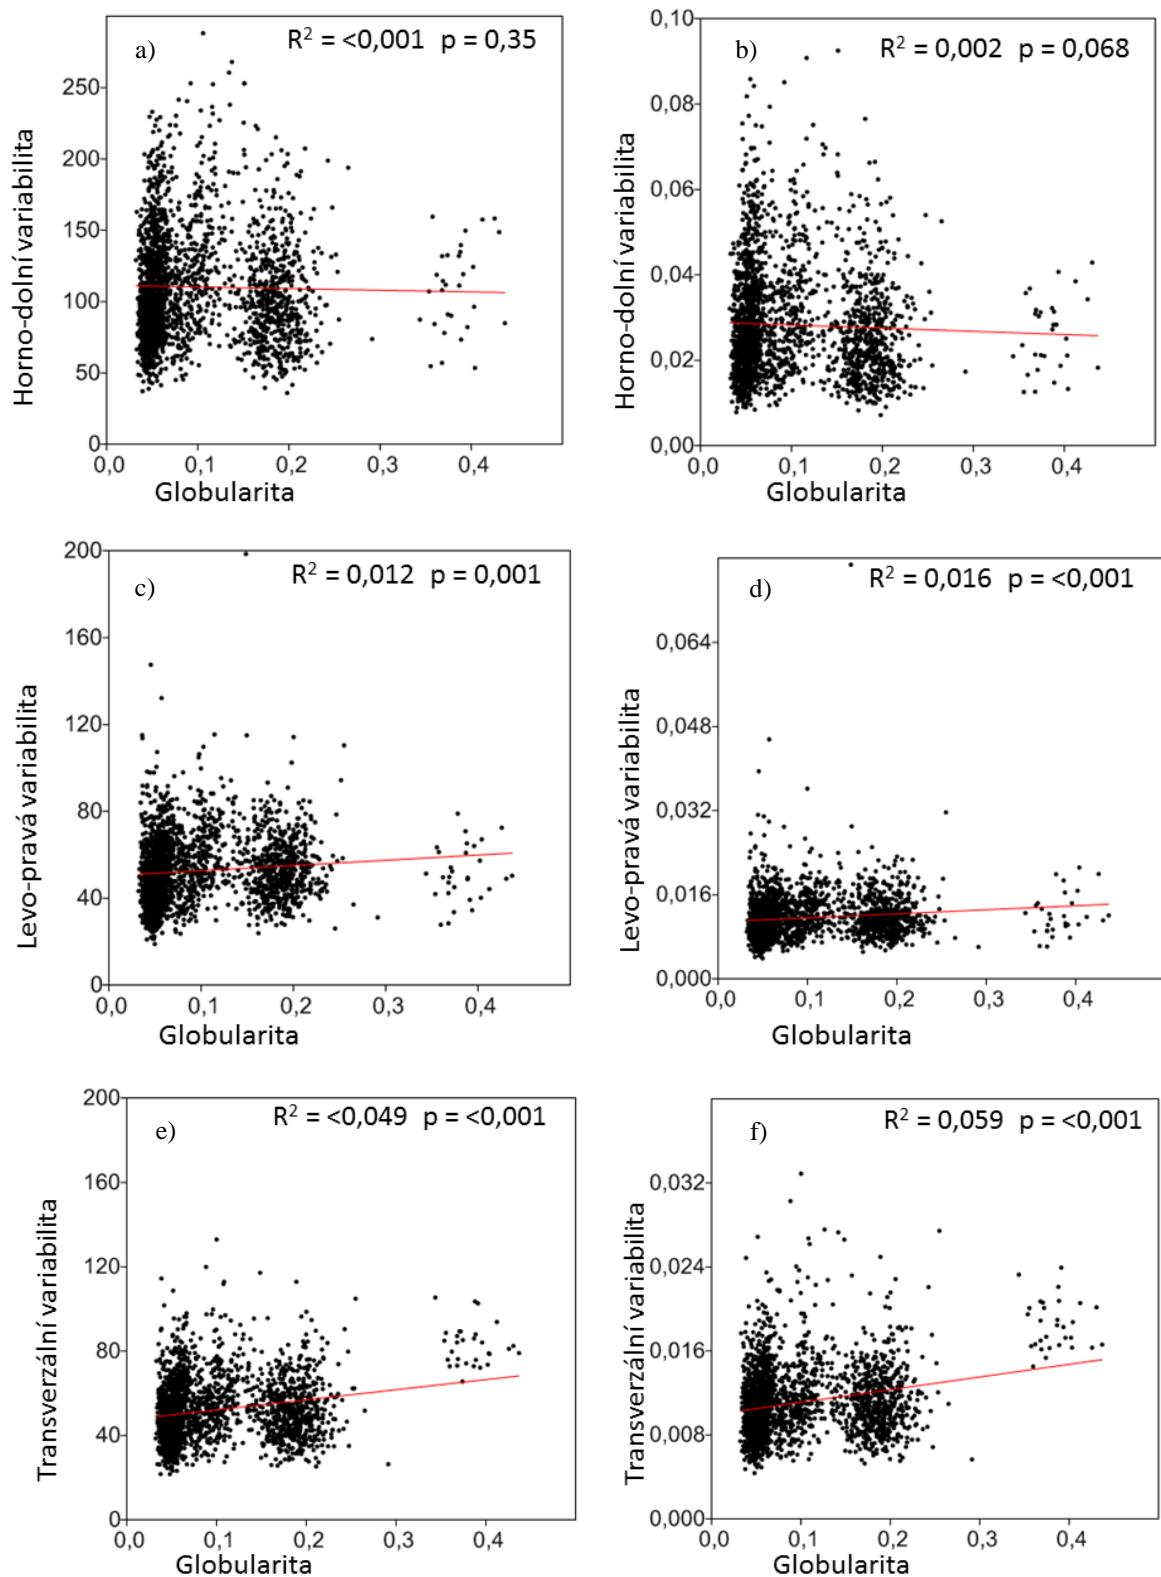 a)
R² = <0,001 p = 0,35
250
200
150
100
50
0
0,0 0,1 0,2 0,3 0,4
Horno-dolní variabilita
Globularita
b)
R² = 0,002 p = 0,068
0,10
0,08
0,06
0,04
0,02
0,00
0,0 0,1 0,2 0,3 0,4
Horno-dolní variabilita
Globularita
c)
R² = 0,012 p = 0,001
200
160
120
80
40
0
0,0 0,1 0,2 0,3 0,4
Levo-pravá variabilita
Globularita
d)
R² = 0,016 p = <0,001
0,064
0,048
0,032
0,016
0,000
0,0 0,1 0,2 0,3 0,4
Levo-pravá variabilita
Globularita
e)
R² = <0,049 p = <0,001
200
160
120
80
40
0
0,0 0,1 0,2 0,3 0,4
Transverzální variabilita
Globularita
f)
R² = 0,059 p = <0,001
0,032
0,024
0,016
0,008
0,000
0,0 0,1 0,2 0,3 0,4
Transverzální variabilita
Globularita